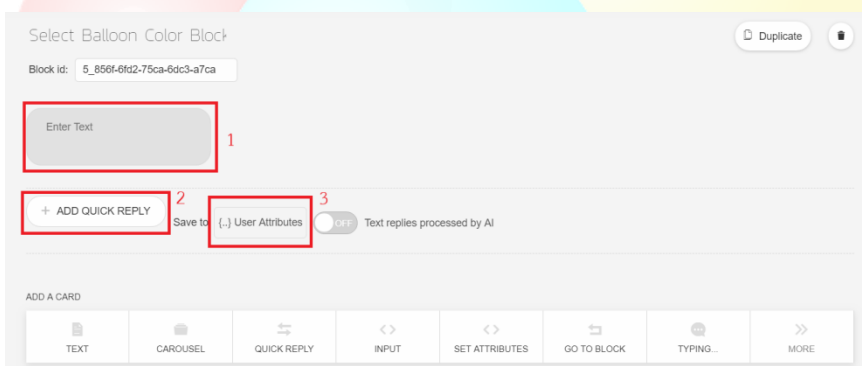 Select Balloon Color Block
Duplicate
Block id: 5_856f-6fd2-75ca-6dc3-a7ca
Enter Text
1
2
3
+ ADD QUICK REPLY
Save to {..} User Attributes OFF Text replies processed by AI
ADD A CARD
TEXT CAROUSEL QUICK REPLY INPUT SET ATTRIBUTES GO TO BLOCK TYPING... MORE